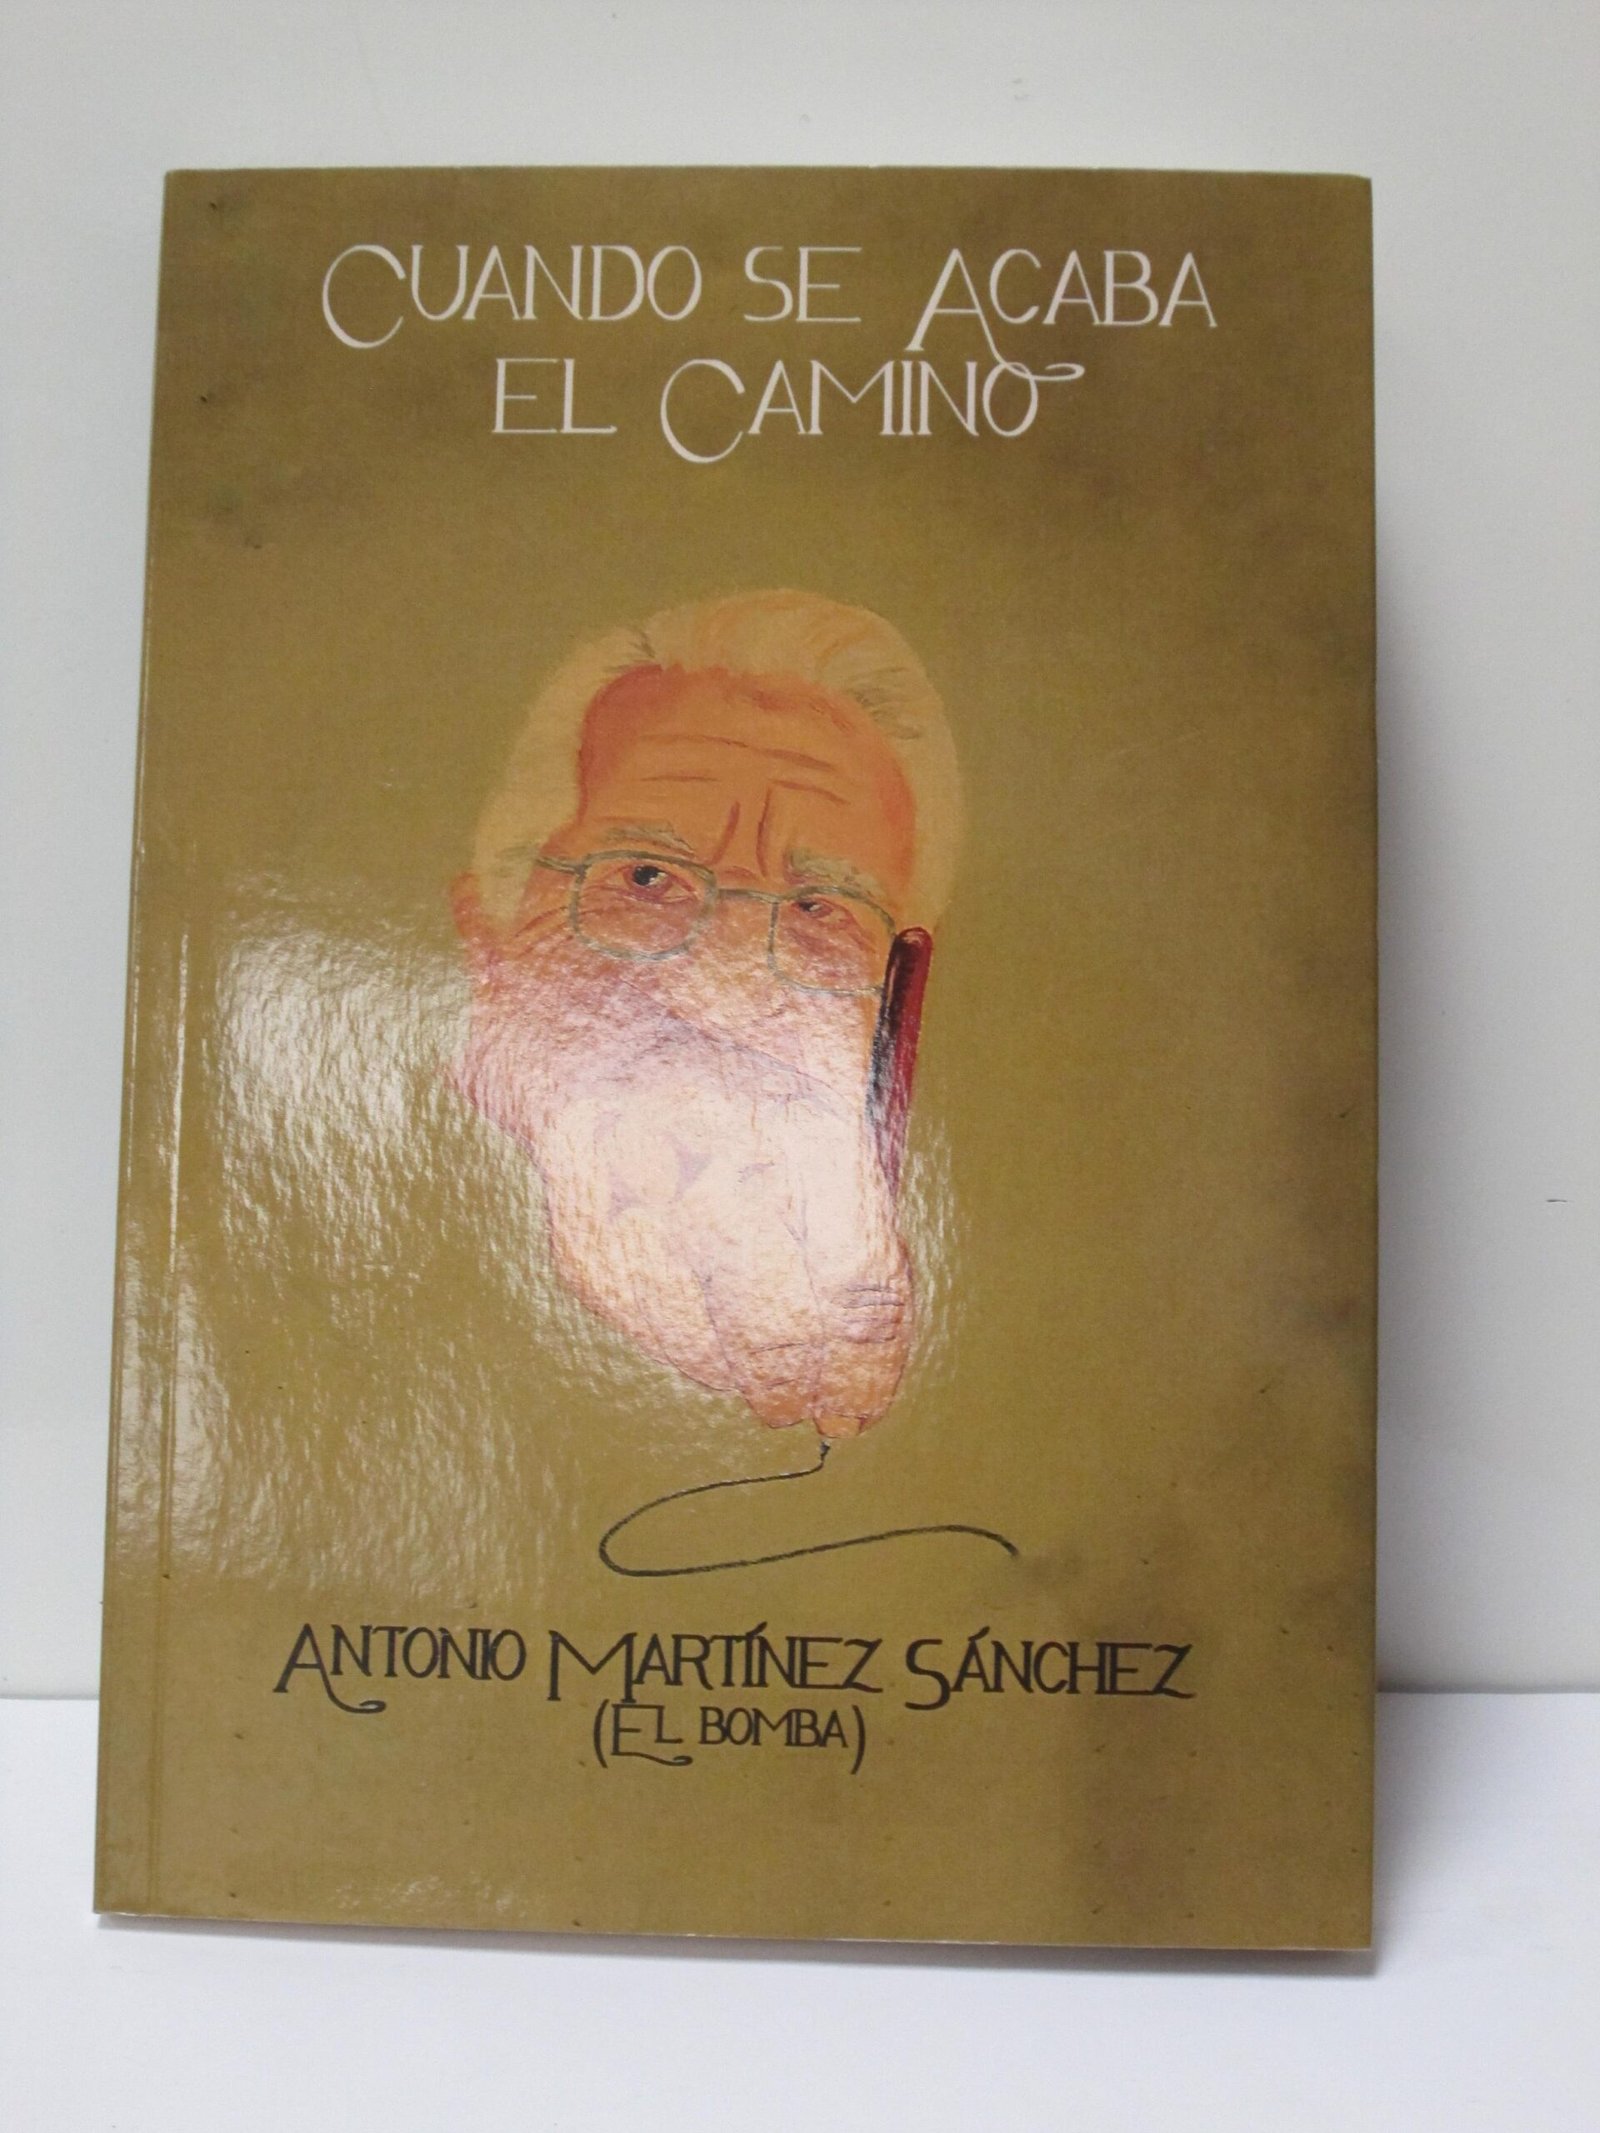 Cuando se Acaba
el Camino
Antonio Martínez Sánchez
(El bomba)